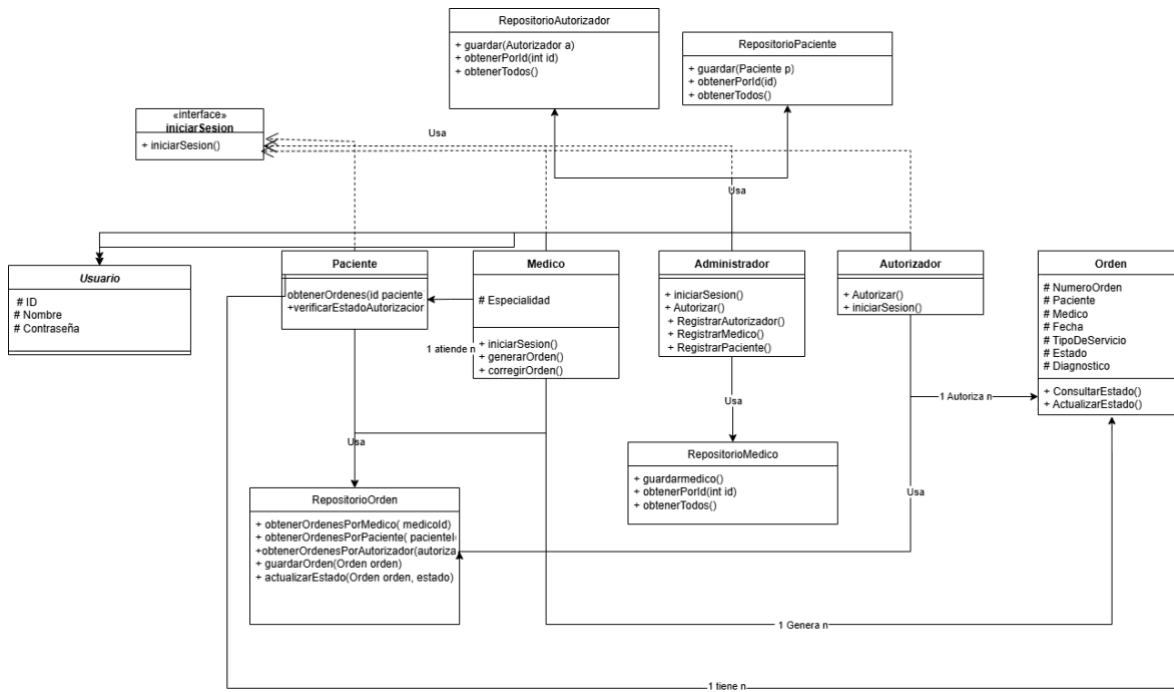 RepositorioAutorizador
+ guardar(Autorizador a)
+ obtenerPorId(int id)
+ obtenerTodos()
RepositorioPaciente
+ guardar(Paciente p)
+ obtenerPorId(id)
+ obtenerTodos()
«interface»
iniciarSesion
+ iniciarSesion()
Usa
Usa
Usuario
# ID
# Nombre
# Contraseña
Paciente
obtenerOrdenes(id paciente
+verificarEstadoAutorizacior
Medico
# Especialidad
+ iniciarSesion()
+ generarOrden()
+ corregirOrden()
1 atiende n
Administrador
+ iniciarSesion()
+ Autorizar()
+ RegistrarAutorizador()
+ RegistrarMedico()
+ RegistrarPaciente()
Autorizador
+ Autorizar()
+ iniciarSesion()
Orden
# NumeroOrden
# Paciente
# Medico
# Fecha
# TipoDeServicio
# Estado
# Diagnostico
+ ConsultarEstado()
+ ActualizarEstado()
1 Autoriza n
Usa
Usa
Usa
RepositorioMedico
+ guardarmedico()
+ obtenerPorId(int id)
+ obtenerTodos()
RepositorioOrden
+ obtenerOrdenesPorMedico( medicoId)
+ obtenerOrdenesPorPaciente( pacienteI
+obtenerOrdenesPorAutorizador(autoriza
+ guardarOrden(Orden orden)
+ actualizarEstado(Orden orden, estado)
1 Genera n
1 tiene n